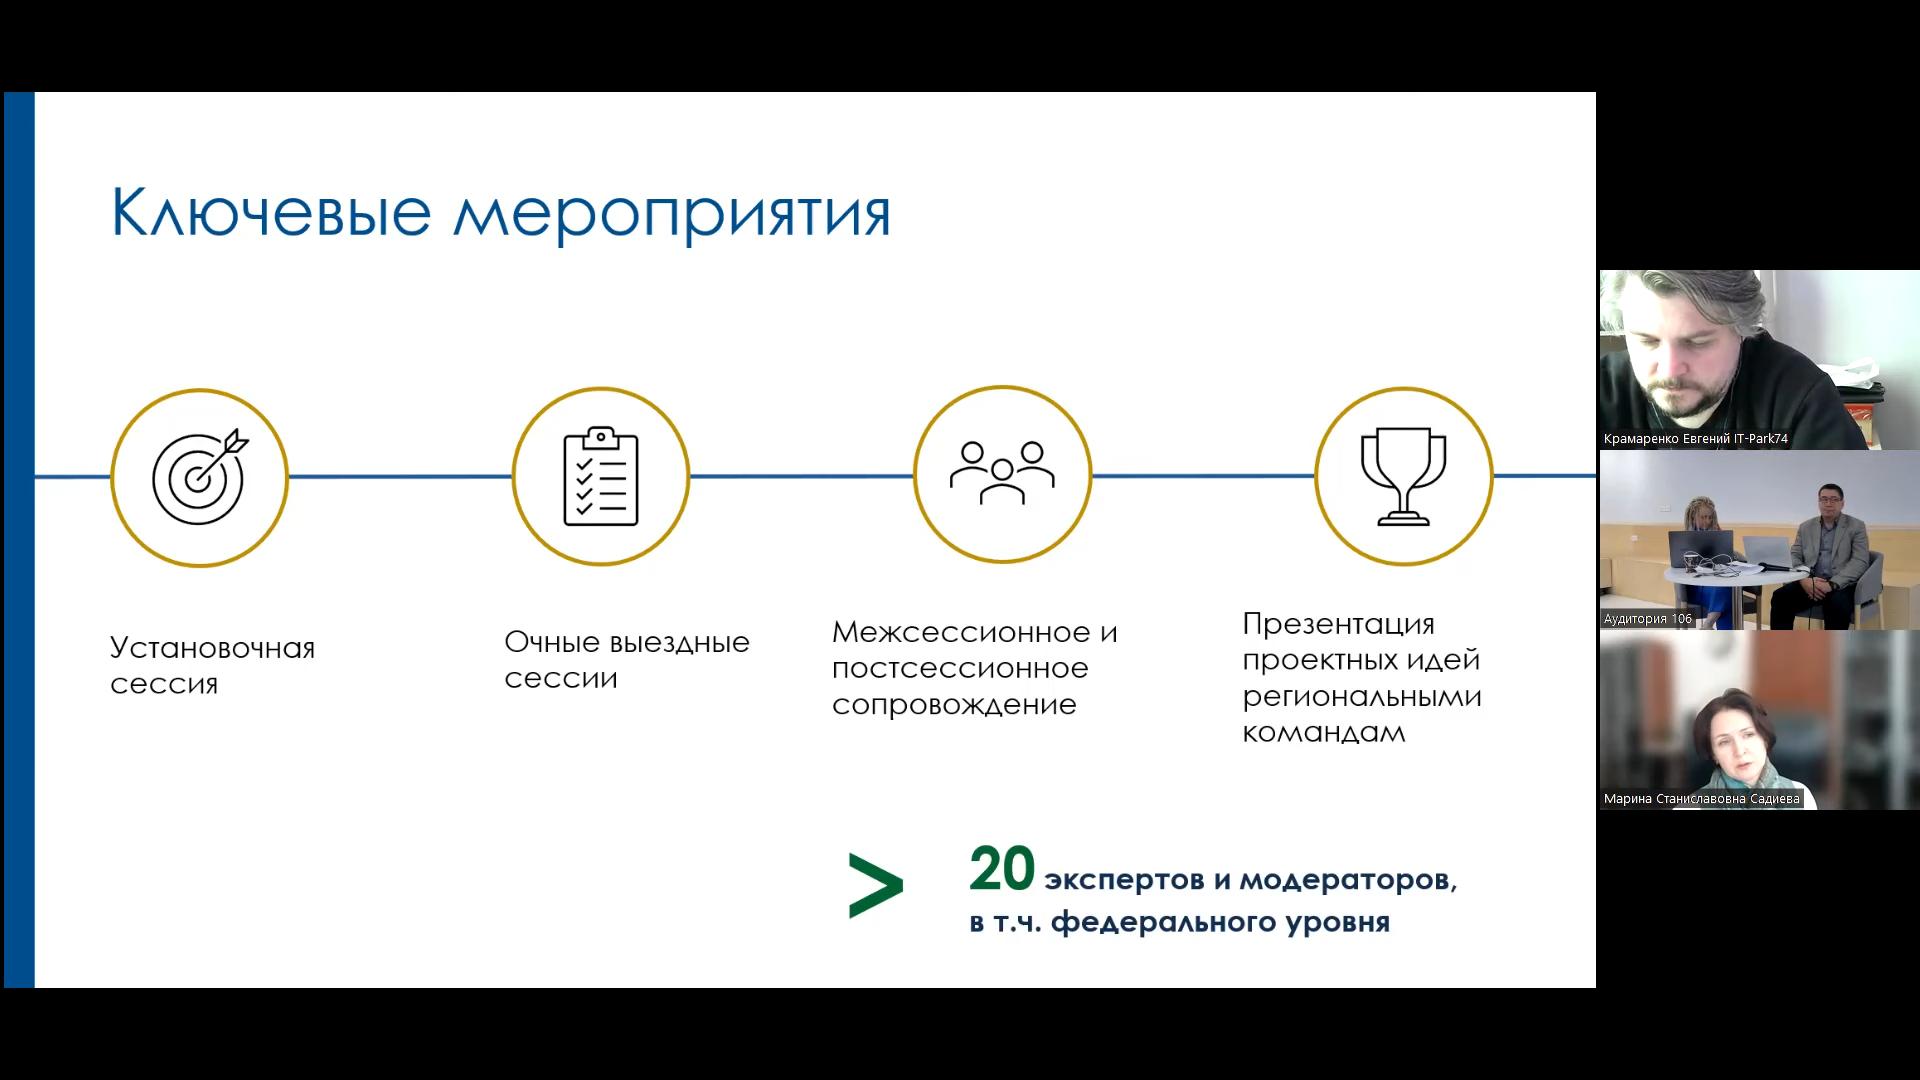 Ключевые мероприятия
Установочная
сессия
Очные выездные
сессии
Межсессионное и
постсессионное
сопровождение
Презентация
проектных идей
региональными
командам
> 20 экспертов и модераторов,
в т.ч. федерального уровня
Крамаренко Евгений IT-Park74
Аудитория 106
Марина Станиславовна Садиева